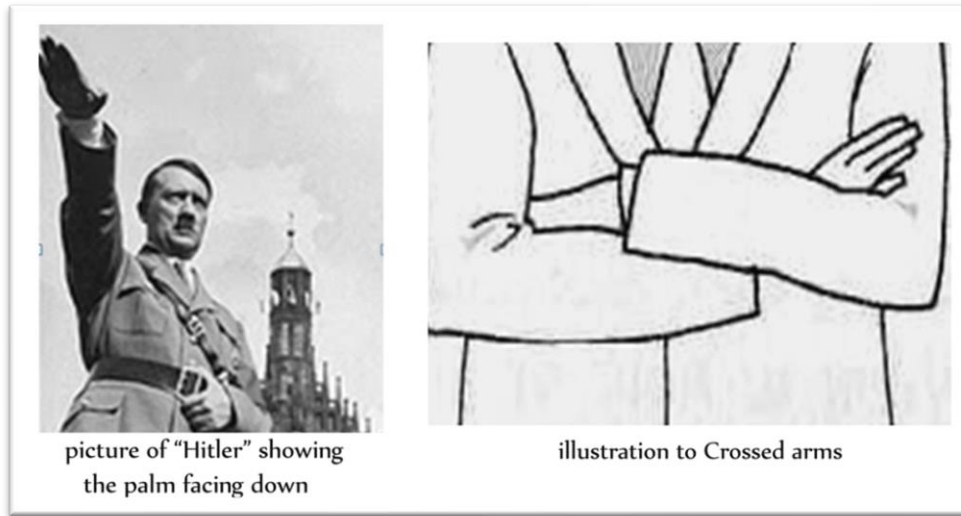 picture of “Hitler” showing
the palm facing down
illustration to Crossed arms